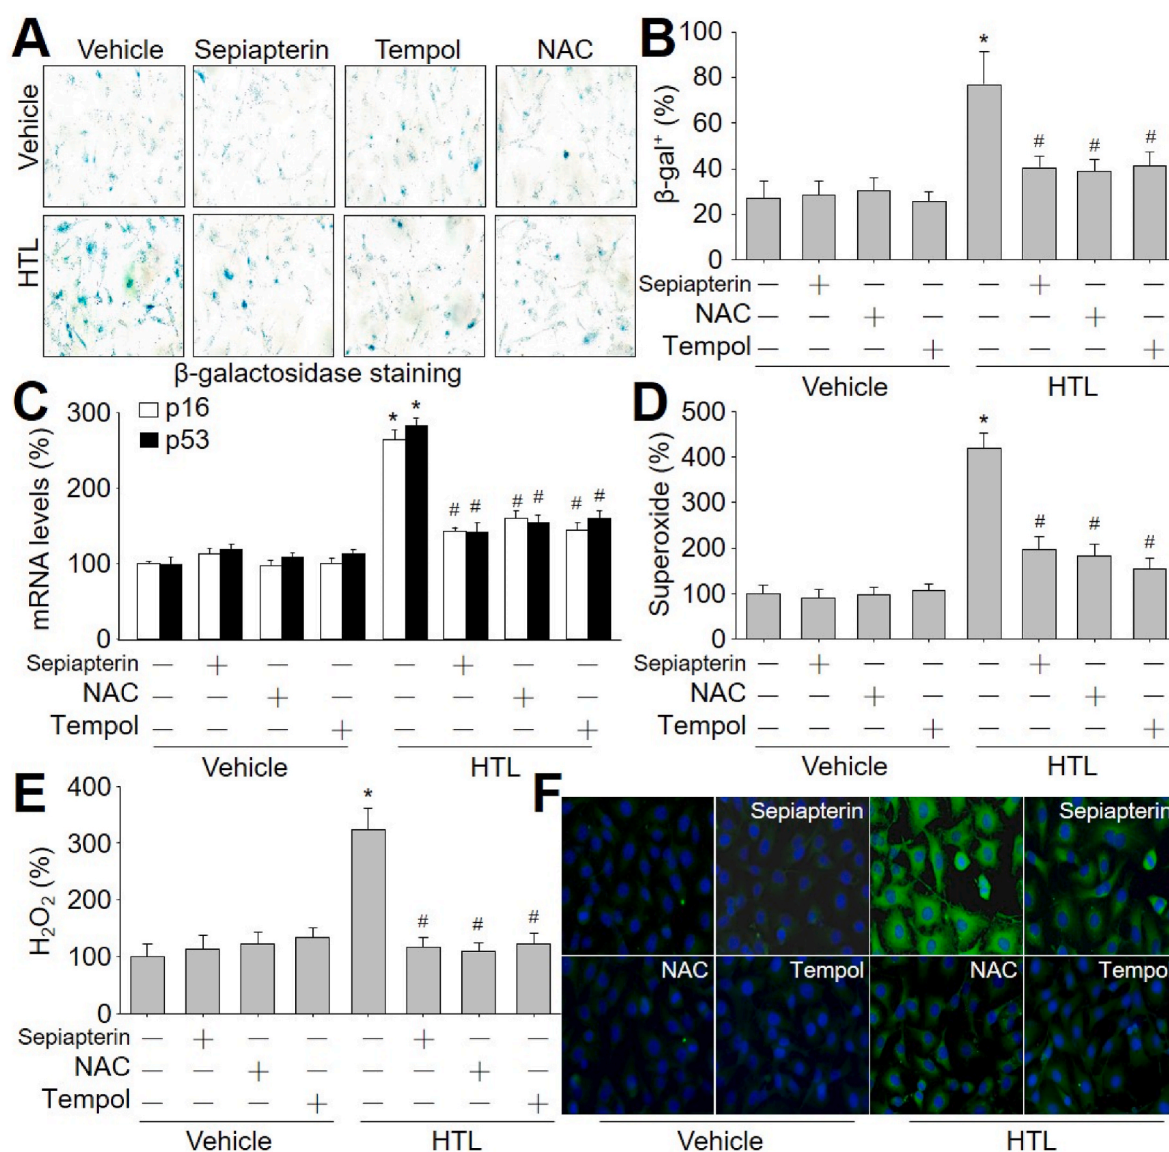 A
Vehicle Sepiapterin Tempol NAC
Vehicle
HTL
β-galactosidase staining
B
β-gal⁺ (%)
100
80
60
40
20
0
*
# # #
Sepiapterin — + — — — + — —
NAC — — + — — — + —
Tempol — — — + — — — +
Vehicle HTL
C
p16
p53
mRNA levels (%)
300
200
100
0
* *
# # # # # #
Sepiapterin — + — — — + — —
NAC — — + — — — + —
Tempol — — — + — — — +
Vehicle HTL
D
Superoxide (%)
500
400
300
200
100
0
*
# # #
Sepiapterin — + — — — + — —
NAC — — + — — — + —
Tempol — — — + — — — +
Vehicle HTL
E
H₂O₂ (%)
400
300
200
100
0
*
# # #
Sepiapterin — + — — — + — —
NAC — — + — — — + —
Tempol — — — + — — — +
Vehicle HTL
F
Sepiapterin Sepiapterin
NAC Tempol NAC Tempol
Vehicle HTL